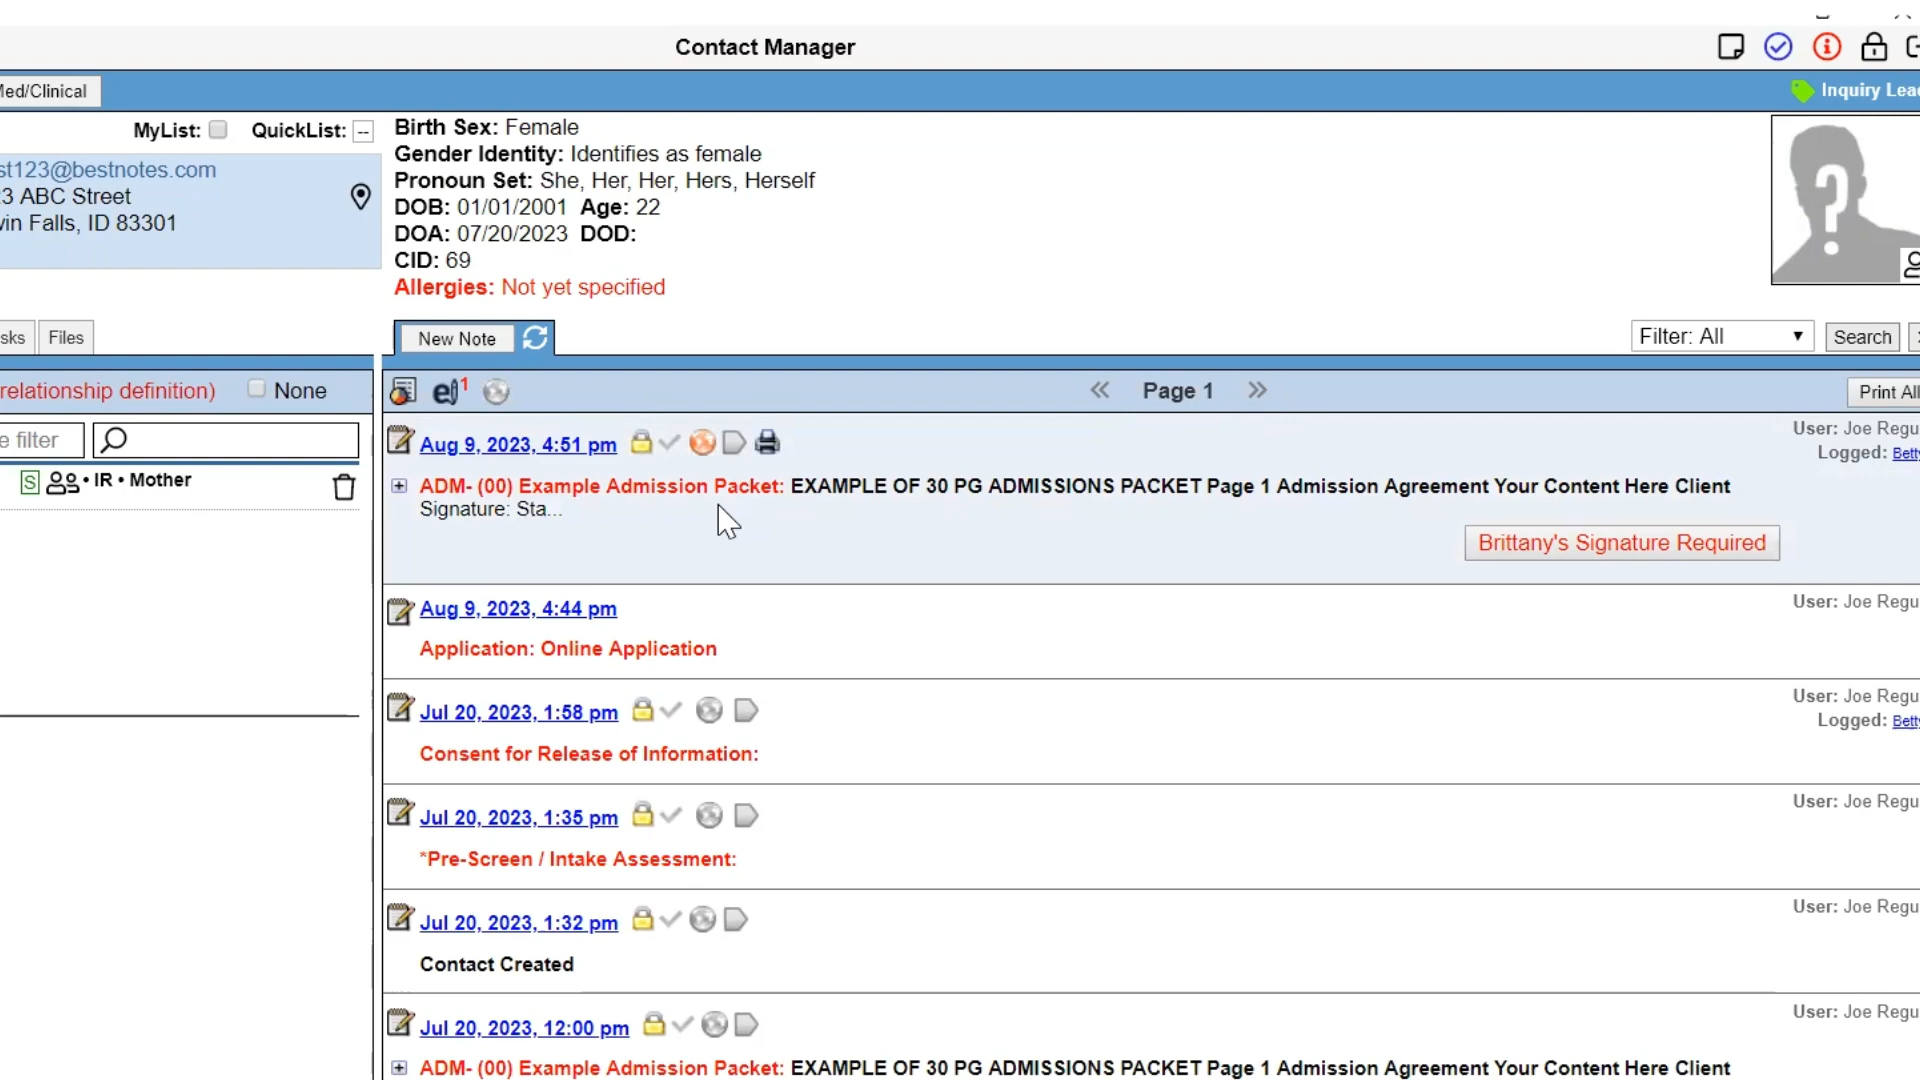 Contact Manager
Med/Clinical
Inquiry Lead
MyList: QuickList: --
st123@bestnotes.com
23 ABC Street
win Falls, ID 83301
Birth Sex: Female
Gender Identity: Identifies as female
Pronoun Set: She, Her, Her, Hers, Herself
DOB: 01/01/2001 Age: 22
DOA: 07/20/2023 DOD:
CID: 69
Allergies: Not yet specified
sks Files
New Note
Filter: All Search
relationship definition) None
e filter
S • IR • Mother
e 1 Page 1 Print All
Aug 9, 2023, 4:51 pm
User: Joe Regu
Logged: Betty
ADM- (00) Example Admission Packet: EXAMPLE OF 30 PG ADMISSIONS PACKET Page 1 Admission Agreement Your Content Here Client
Signature: Sta...
Brittany's Signature Required
Aug 9, 2023, 4:44 pm
User: Joe Regu
Application: Online Application
Jul 20, 2023, 1:58 pm
User: Joe Regu
Logged: Betty
Consent for Release of Information:
Jul 20, 2023, 1:35 pm
User: Joe Regu
*Pre-Screen / Intake Assessment:
Jul 20, 2023, 1:32 pm
User: Joe Regu
Contact Created
Jul 20, 2023, 12:00 pm
User: Joe Regu
ADM- (00) Example Admission Packet: EXAMPLE OF 30 PG ADMISSIONS PACKET Page 1 Admission Agreement Your Content Here Client